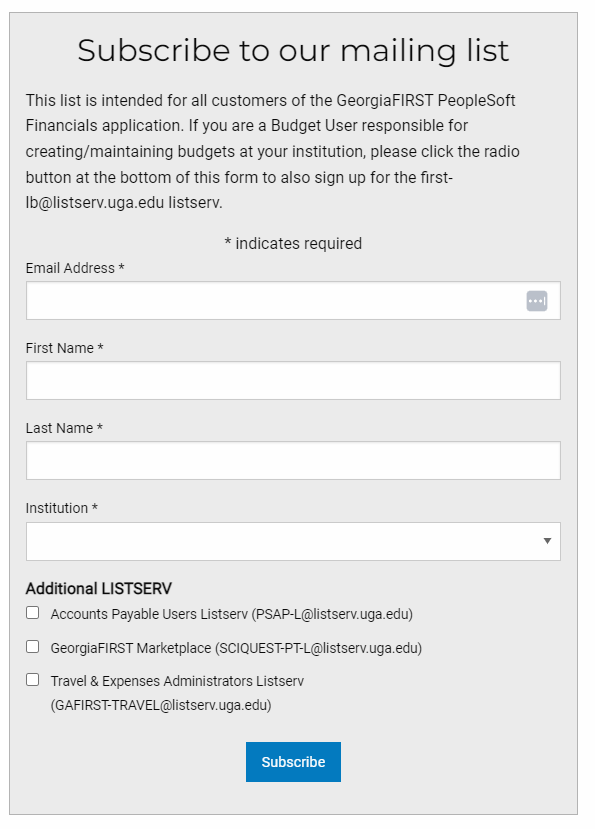 Subscribe to our mailing list
This list is intended for all customers of the GeorgiaFIRST PeopleSoft
Financials application. If you are a Budget User responsible for
creating/maintaining budgets at your institution, please click the radio
button at the bottom of this form to also sign up for the first-
lb@listserv.uga.edu listserv.
* indicates required
Email Address *
First Name *
Last Name *
Institution *
Additional LISTSERV
Accounts Payable Users Listserv (PSAP-L@listserv.uga.edu)
GeorgiaFIRST Marketplace (SCIQUEST-PT-L@listserv.uga.edu)
Travel & Expenses Administrators Listserv
(GAFIRST-TRAVEL@listserv.uga.edu)
Subscribe